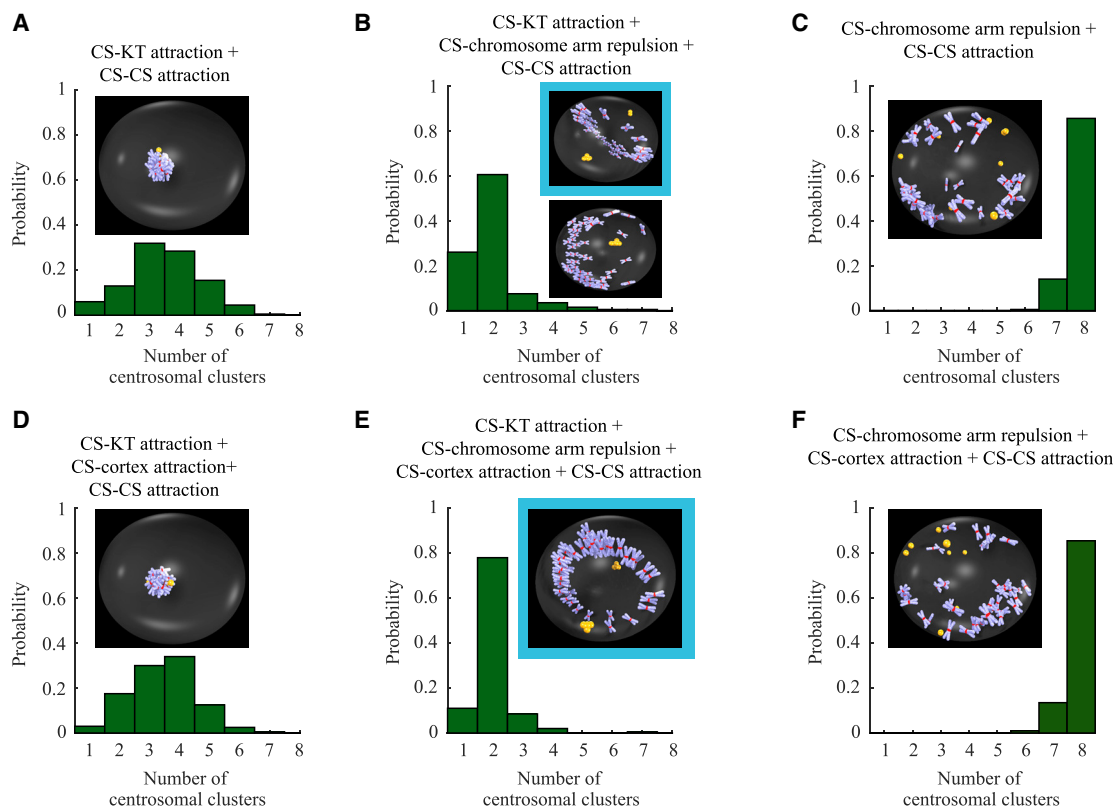 A
CS-KT attraction +
CS-CS attraction
1
0.8
0.6
0.4
0.2
0
Probability
1 2 3 4 5 6 7 8
Number of
centrosomal clusters
B
CS-KT attraction +
CS-chromosome arm repulsion +
CS-CS attraction
1
0.8
0.6
0.4
0.2
0
Probability
1 2 3 4 5 6 7 8
Number of
centrosomal clusters
C
CS-chromosome arm repulsion +
CS-CS attraction
1
0.8
0.6
0.4
0.2
0
Probability
1 2 3 4 5 6 7 8
Number of
centrosomal clusters
D
CS-KT attraction +
CS-cortex attraction+
CS-CS attraction
1
0.8
0.6
0.4
0.2
0
Probability
1 2 3 4 5 6 7 8
Number of
centrosomal clusters
E
CS-KT attraction +
CS-chromosome arm repulsion +
CS-cortex attraction + CS-CS attraction
1
0.8
0.6
0.4
0.2
0
Probability
1 2 3 4 5 6 7 8
Number of
centrosomal clusters
F
CS-chromosome arm repulsion +
CS-cortex attraction + CS-CS attraction
1
0.8
0.6
0.4
0.2
0
Probability
1 2 3 4 5 6 7 8
Number of
centrosomal clusters